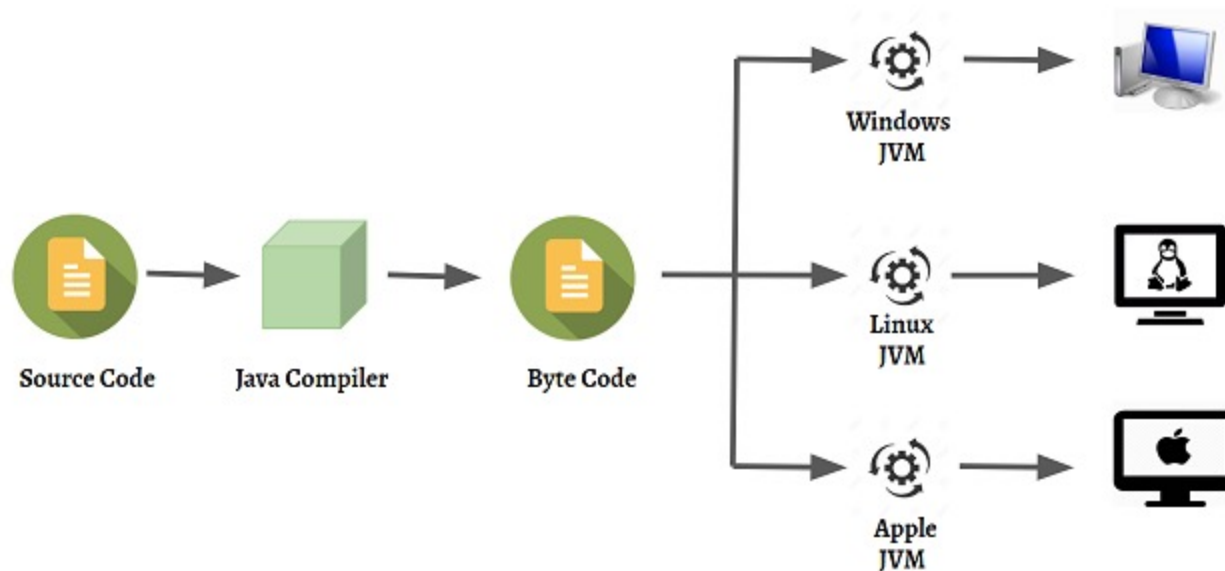 Windows
JVM
Linux
JVM
Source Code
Java Compiler
Byte Code
Apple
JVM